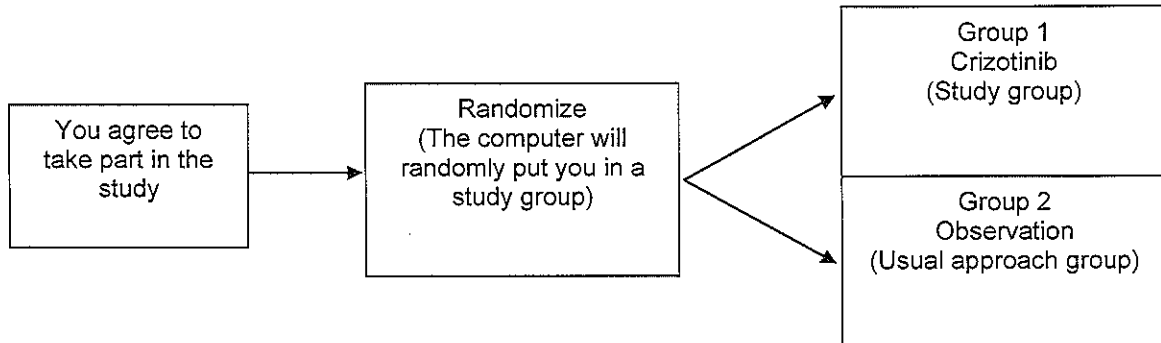 You agree to
take part in the
study
Randomize
(The computer will
randomly put you in a
study group)
Group 1
Crizotinib
(Study group)
Group 2
Observation
(Usual approach group)